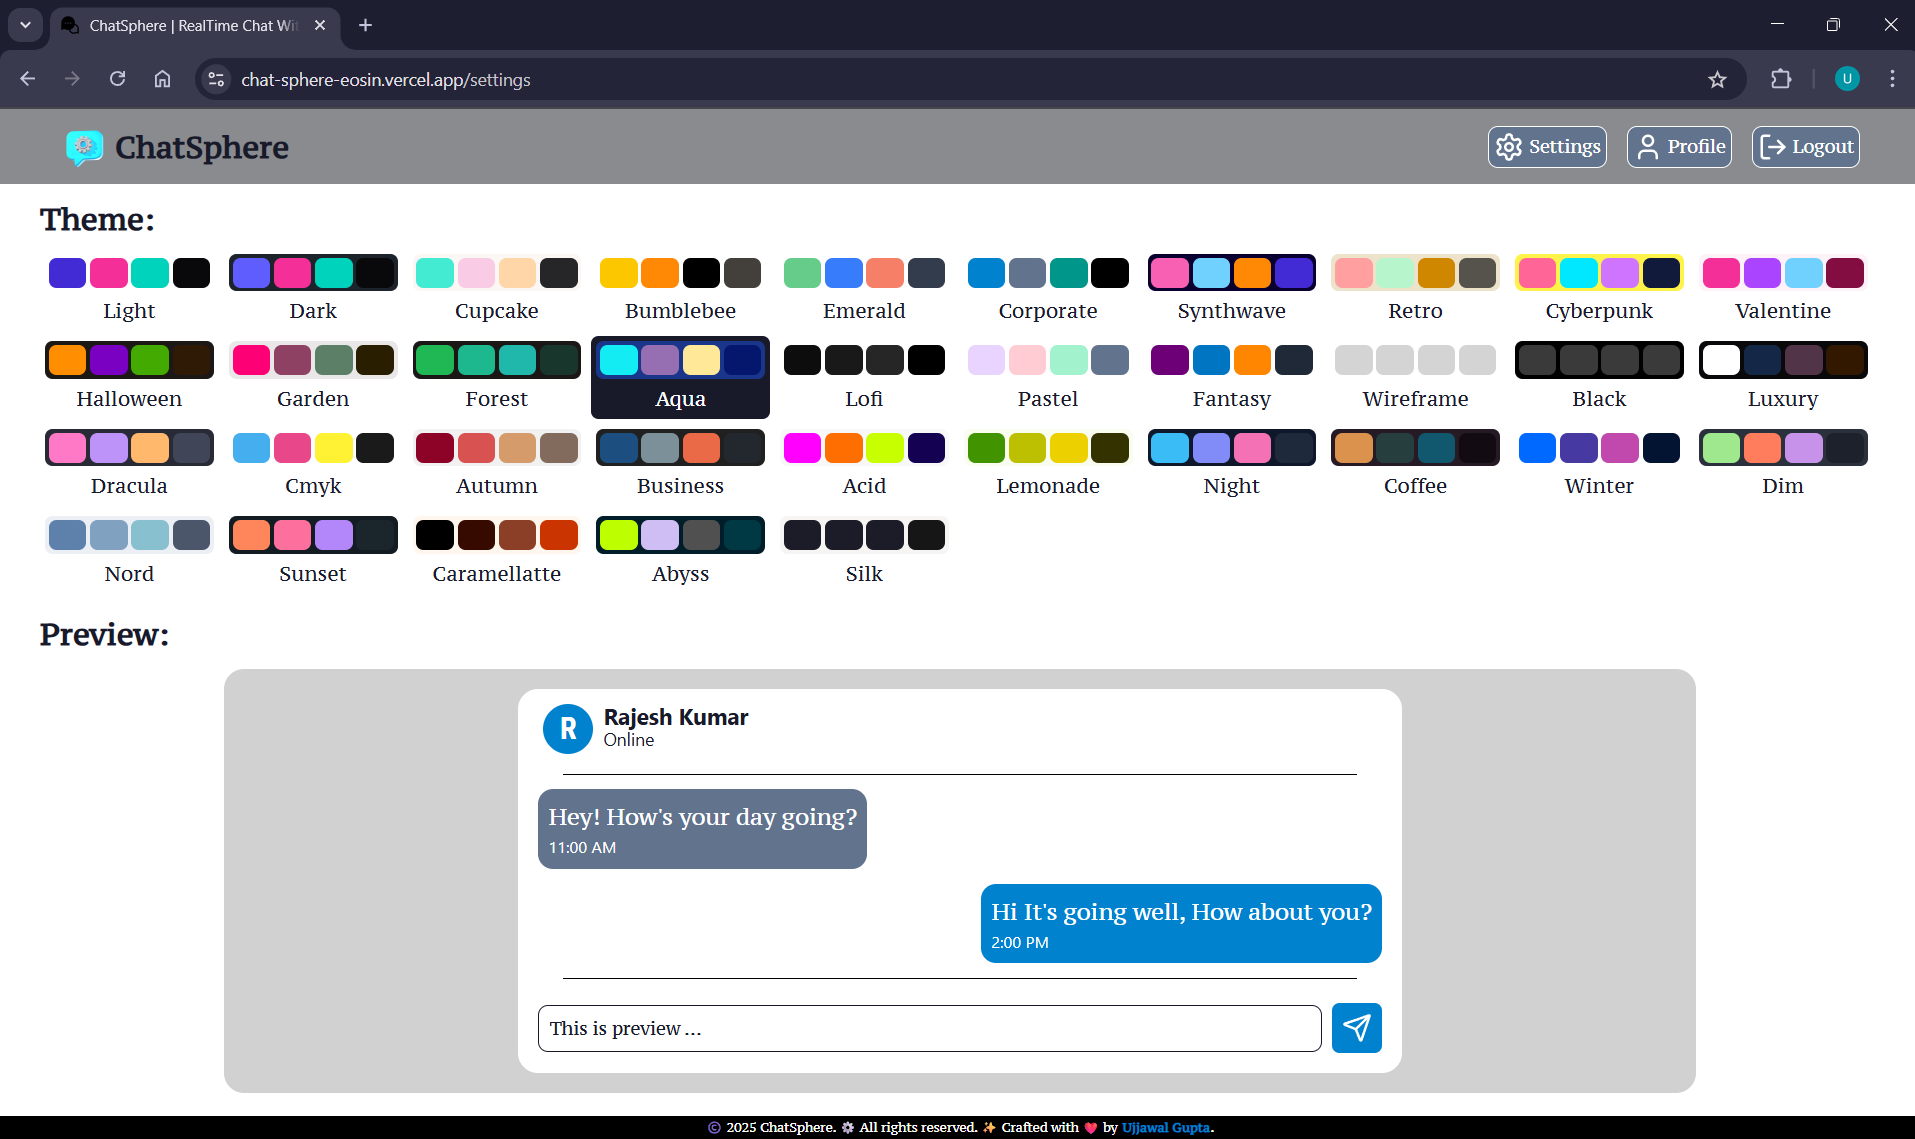 ChatSphere | RealTime Chat Wit
chat-sphere-eosin.vercel.app/settings
U
ChatSphere
Settings
Profile
Logout
Theme:
Light Dark Cupcake Bumblebee Emerald Corporate Synthwave Retro Cyberpunk Valentine
Halloween Garden Forest Aqua Lofi Pastel Fantasy Wireframe Black Luxury
Dracula Cmyk Autumn Business Acid Lemonade Night Coffee Winter Dim
Nord Sunset Caramellatte Abyss Silk
Preview:
R
Rajesh Kumar
Online
Hey! How's your day going?
11:00 AM
Hi It's going well, How about you?
2:00 PM
This is preview ...
© 2025 ChatSphere. ⚙️ All rights reserved. ✨ Crafted with ❤️ by Ujjawal Gupta.